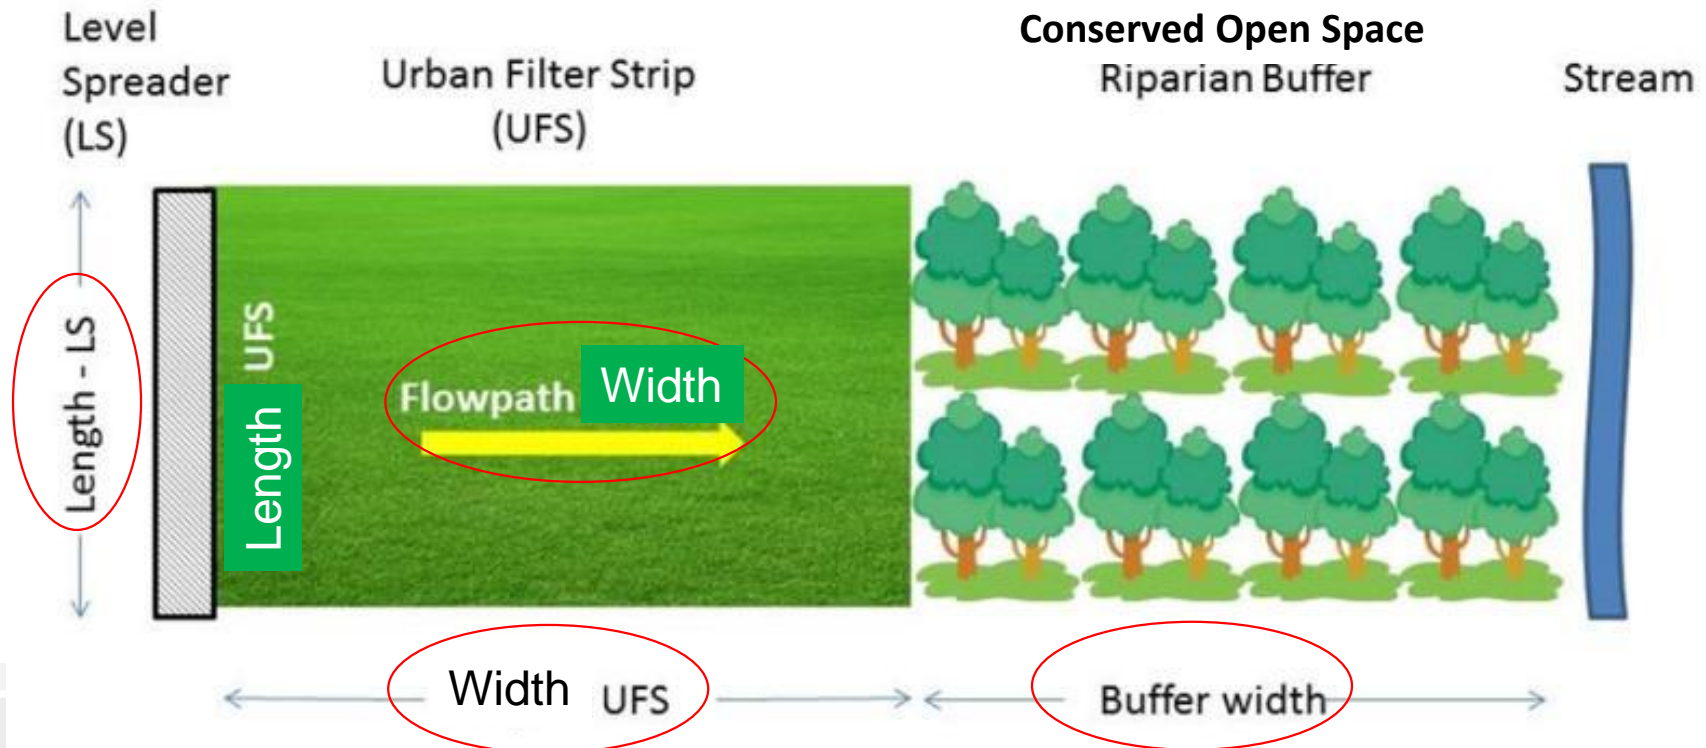 Level
Spreader
(LS)
Urban Filter Strip
(UFS)
Conserved Open Space
Riparian Buffer
Stream
Length - LS
Length UFS
Flowpath Width
Width UFS
Buffer width